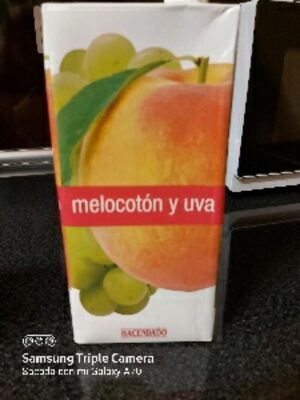 melocotón y uva
HACENDADO
Samsung Triple Camera
Sacada con mi Galaxy A70